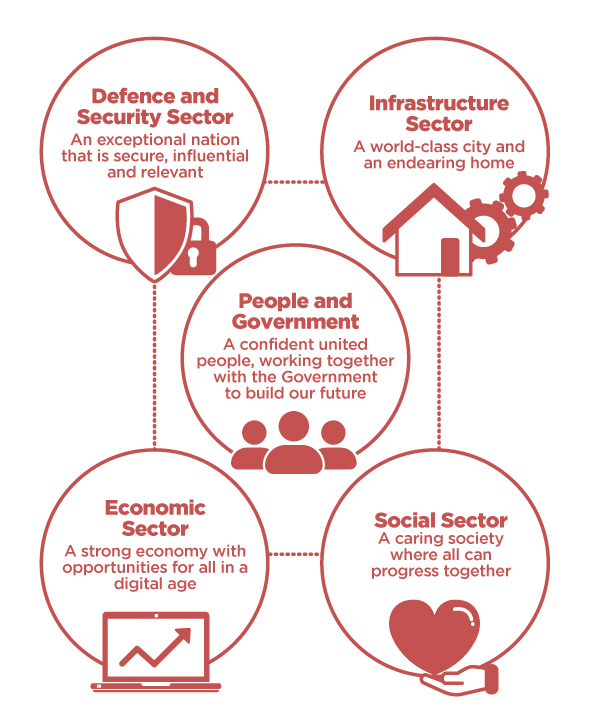 Defence and
Security Sector
An exceptional nation
that is secure, influential
and relevant
Infrastructure
Sector
A world-class city and
an endearing home
People and
Government
A confident united
people, working together
with the Government
to build our future
Economic
Sector
A strong economy with
opportunities for all in a
digital age
Social Sector
A caring society
where all can
progress together